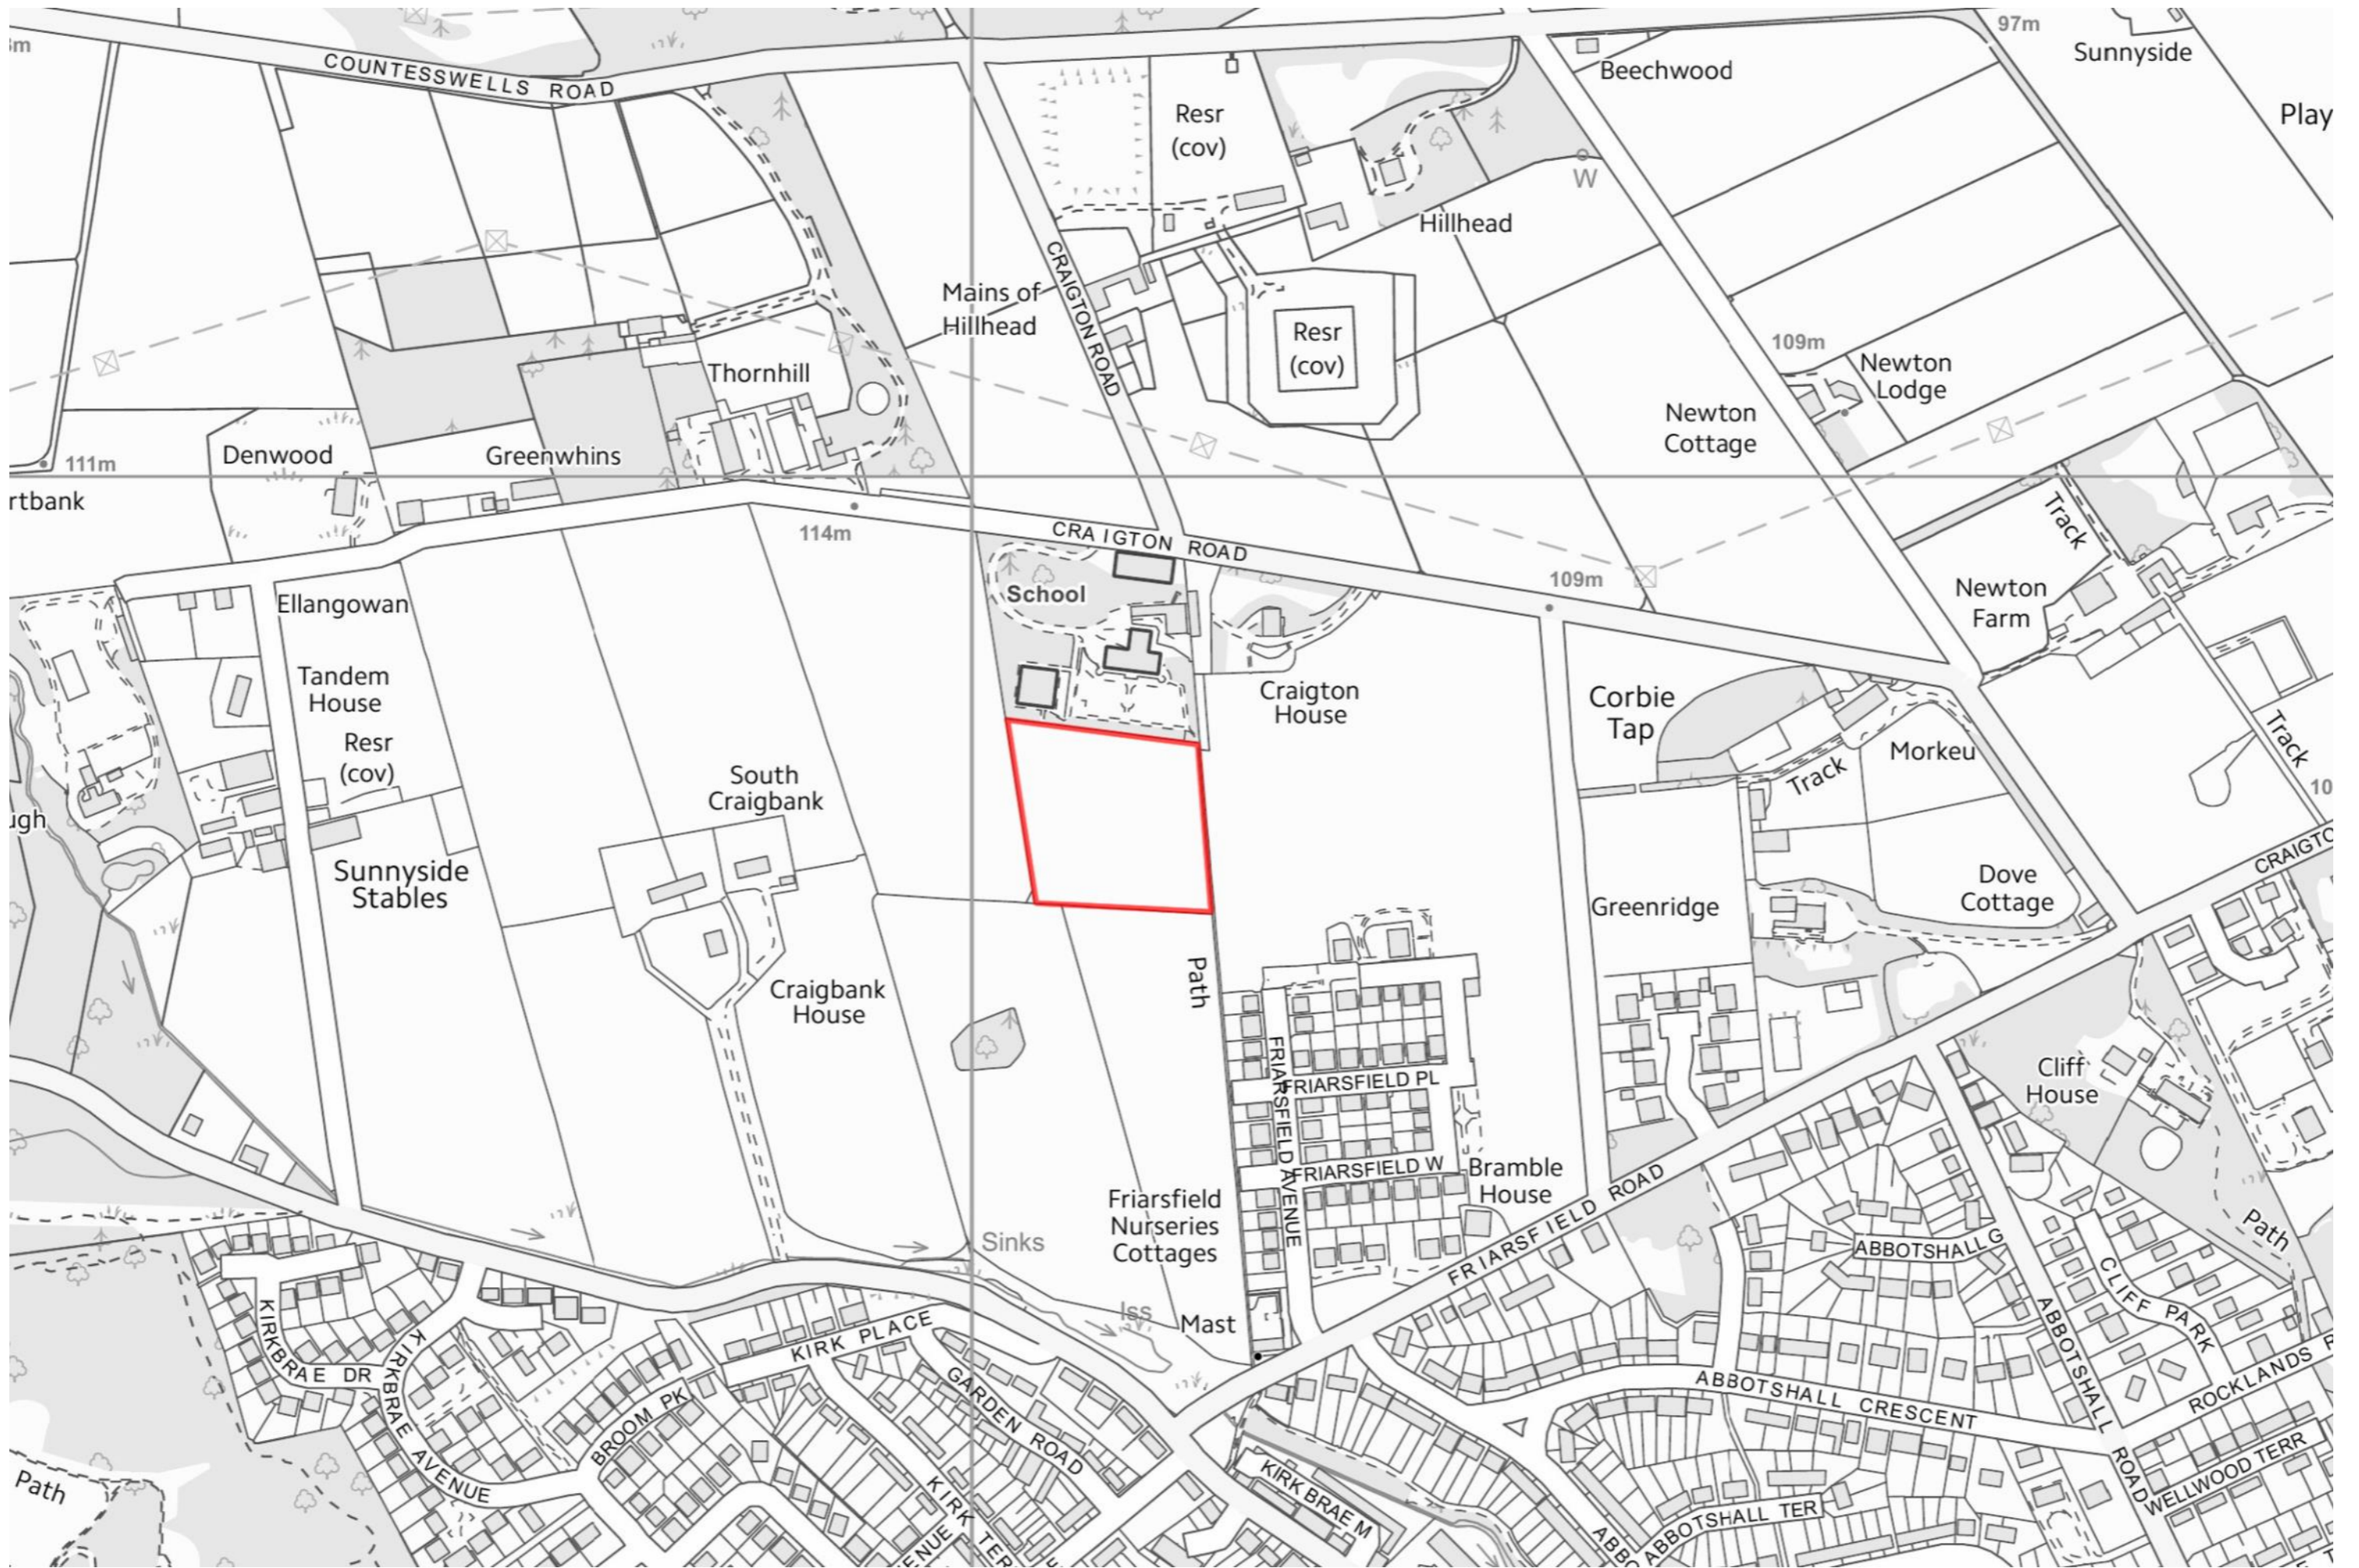 97m
Sunnyside
COUNTESSWELLS ROAD
Beechwood
Resr
(cov)
Play
W
Hillhead
CRAIGTON ROAD
Mains of
Hillhead
Resr
(cov)
109m
Newton
Lodge
Thornhill
Newton
Cottage
Denwood
Greenwhins
111m
rtbank
114m
CRAIGTON ROAD
Track
109m
School
Newton
Farm
Ellangowan
Tandem
House
Craigton
House
Corbie
Tap
Morkeu
Track
Track
Resr
(cov)
South
Craigbank
10
ugh
CRAIGTO
Sunnyside
Stables
Dove
Cottage
Greenridge
Path
Craigbank
House
FRIARSFIELD AVENUE
FRIARSFIELD PL
Cliff
House
FRIARSFIELD W
Bramble
House
FRIARSFIELD ROAD
Friarsfield
Nurseries
Cottages
Path
ABBOTSHALL G
Sinks
CLIFF PARK
ABBOTSHALL ROAD
Iss
Mast
KIRK PLACE
KIRKBRAE DR
KIRKBRAE AVENUE
GARDEN ROAD
ABBOTSHALL CRESCENT
ROCKLANDS R
BROOM PK
WELLWOOD TERR
Path
KIRK BRAE M
KIRK TER
ENUE
ABBO
ABBOTSHALL TER